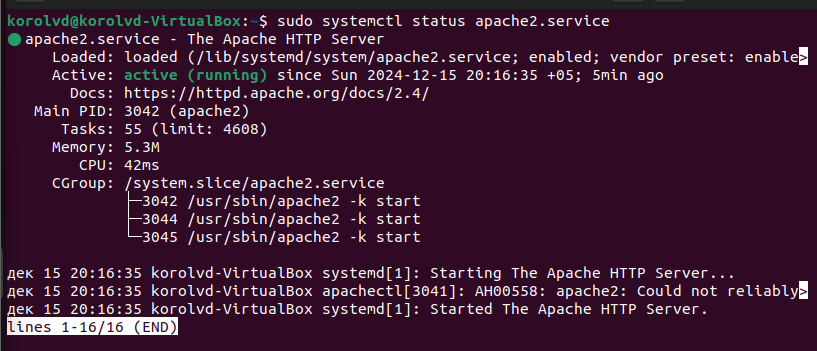 korolvd@korolvd-VirtualBox:~$ sudo systemctl status apache2.service
● apache2.service - The Apache HTTP Server
     Loaded: loaded (/lib/systemd/system/apache2.service; enabled; vendor preset: enable>
     Active: active (running) since Sun 2024-12-15 20:16:35 +05; 5min ago
       Docs: https://httpd.apache.org/docs/2.4/
   Main PID: 3042 (apache2)
      Tasks: 55 (limit: 4608)
     Memory: 5.3M
        CPU: 42ms
     CGroup: /system.slice/apache2.service
             ├─3042 /usr/sbin/apache2 -k start
             ├─3044 /usr/sbin/apache2 -k start
             └─3045 /usr/sbin/apache2 -k start

дек 15 20:16:35 korolvd-VirtualBox systemd[1]: Starting The Apache HTTP Server...
дек 15 20:16:35 korolvd-VirtualBox apachectl[3041]: AH00558: apache2: Could not reliably>
дек 15 20:16:35 korolvd-VirtualBox systemd[1]: Started The Apache HTTP Server.
lines 1-16/16 (END)